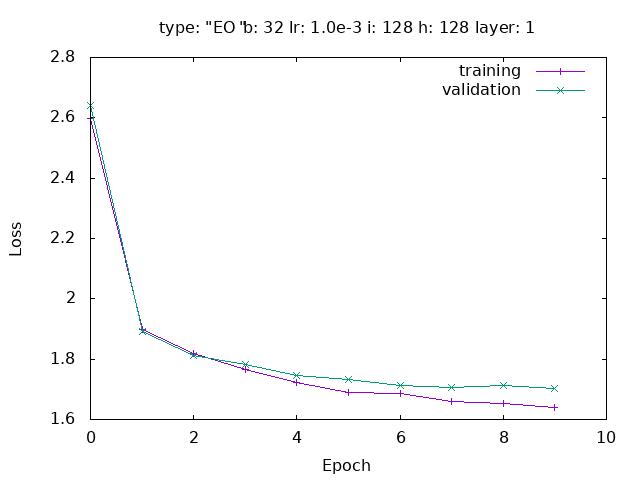 type: "EO "b: 32 lr: 1.0e-3 i: 128 h: 128 layer: 1
2.8
training
validation
2.6
2.4
2.2
2
1.8
1.6
Loss
0 2 4 6 8 10
Epoch